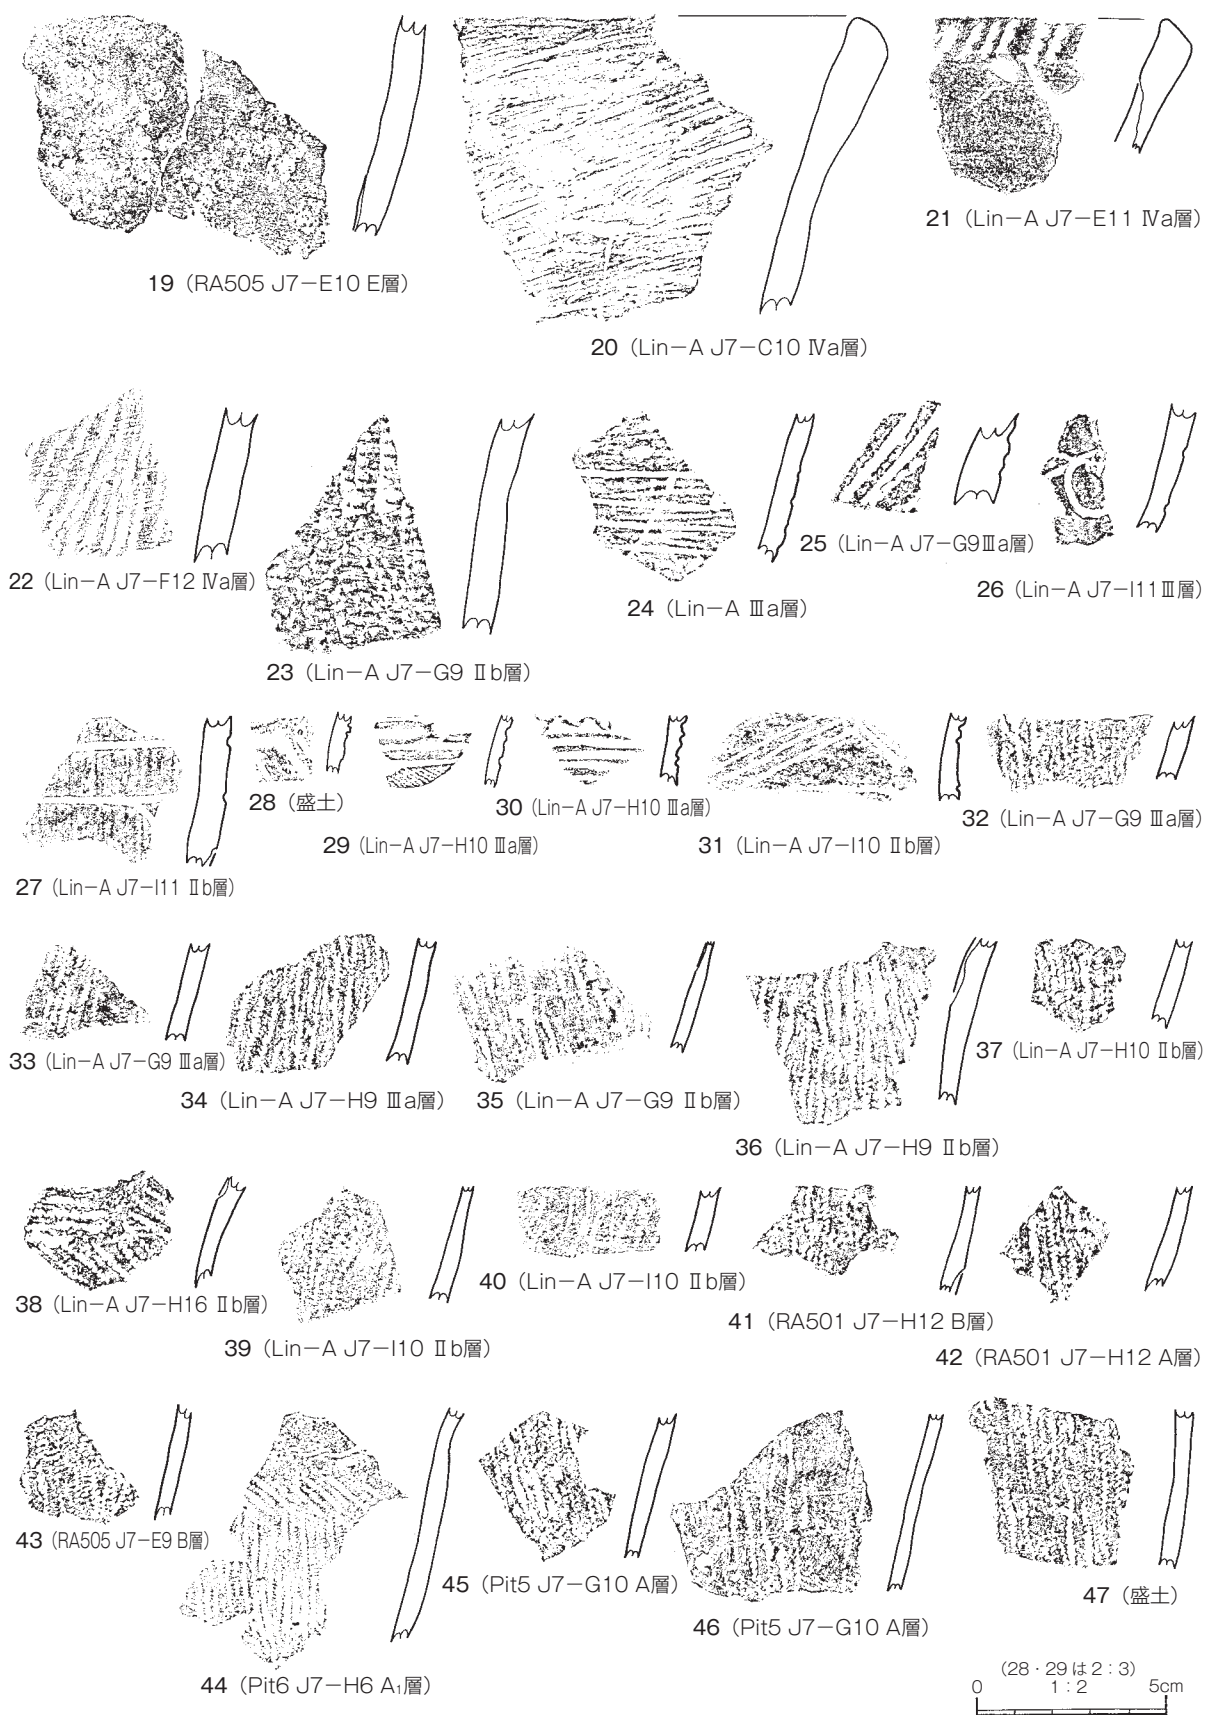 19（RA505 J7−E10 E層）
20（Lin−A J7−C10 Ⅳa層）
21（Lin−A J7−E11 Ⅳa層）
22（Lin−A J7−F12 Ⅳa層）
23（Lin−A J7−G9 Ⅱb層）
24（Lin−A Ⅲa層）
25（Lin−A J7−G9Ⅲa層）
26（Lin−A J7−I11Ⅲ層）
27（Lin−A J7−I11 Ⅱb層）
28（盛土）
29（Lin−A J7−H10 Ⅲa層）
30（Lin−A J7−H10 Ⅲa層）
31（Lin−A J7−I10 Ⅱb層）
32（Lin−A J7−G9 Ⅲa層）
33（Lin−A J7−G9 Ⅲa層）
34（Lin−A J7−H9 Ⅲa層）
35（Lin−A J7−G9 Ⅱb層）
36（Lin−A J7−H9 Ⅱb層）
37（Lin−A J7−H10 Ⅱb層）
38（Lin−A J7−H16 Ⅱb層）
39（Lin−A J7−I10 Ⅱb層）
40（Lin−A J7−I10 Ⅱb層）
41（RA501 J7−H12 B層）
42（RA501 J7−H12 A層）
43（RA505 J7−E9 B層）
44（Pit6 J7−H6 A₁層）
45（Pit5 J7−G10 A層）
46（Pit5 J7−G10 A層）
47（盛土）
（28・29は2：3）
0 1：2 5cm